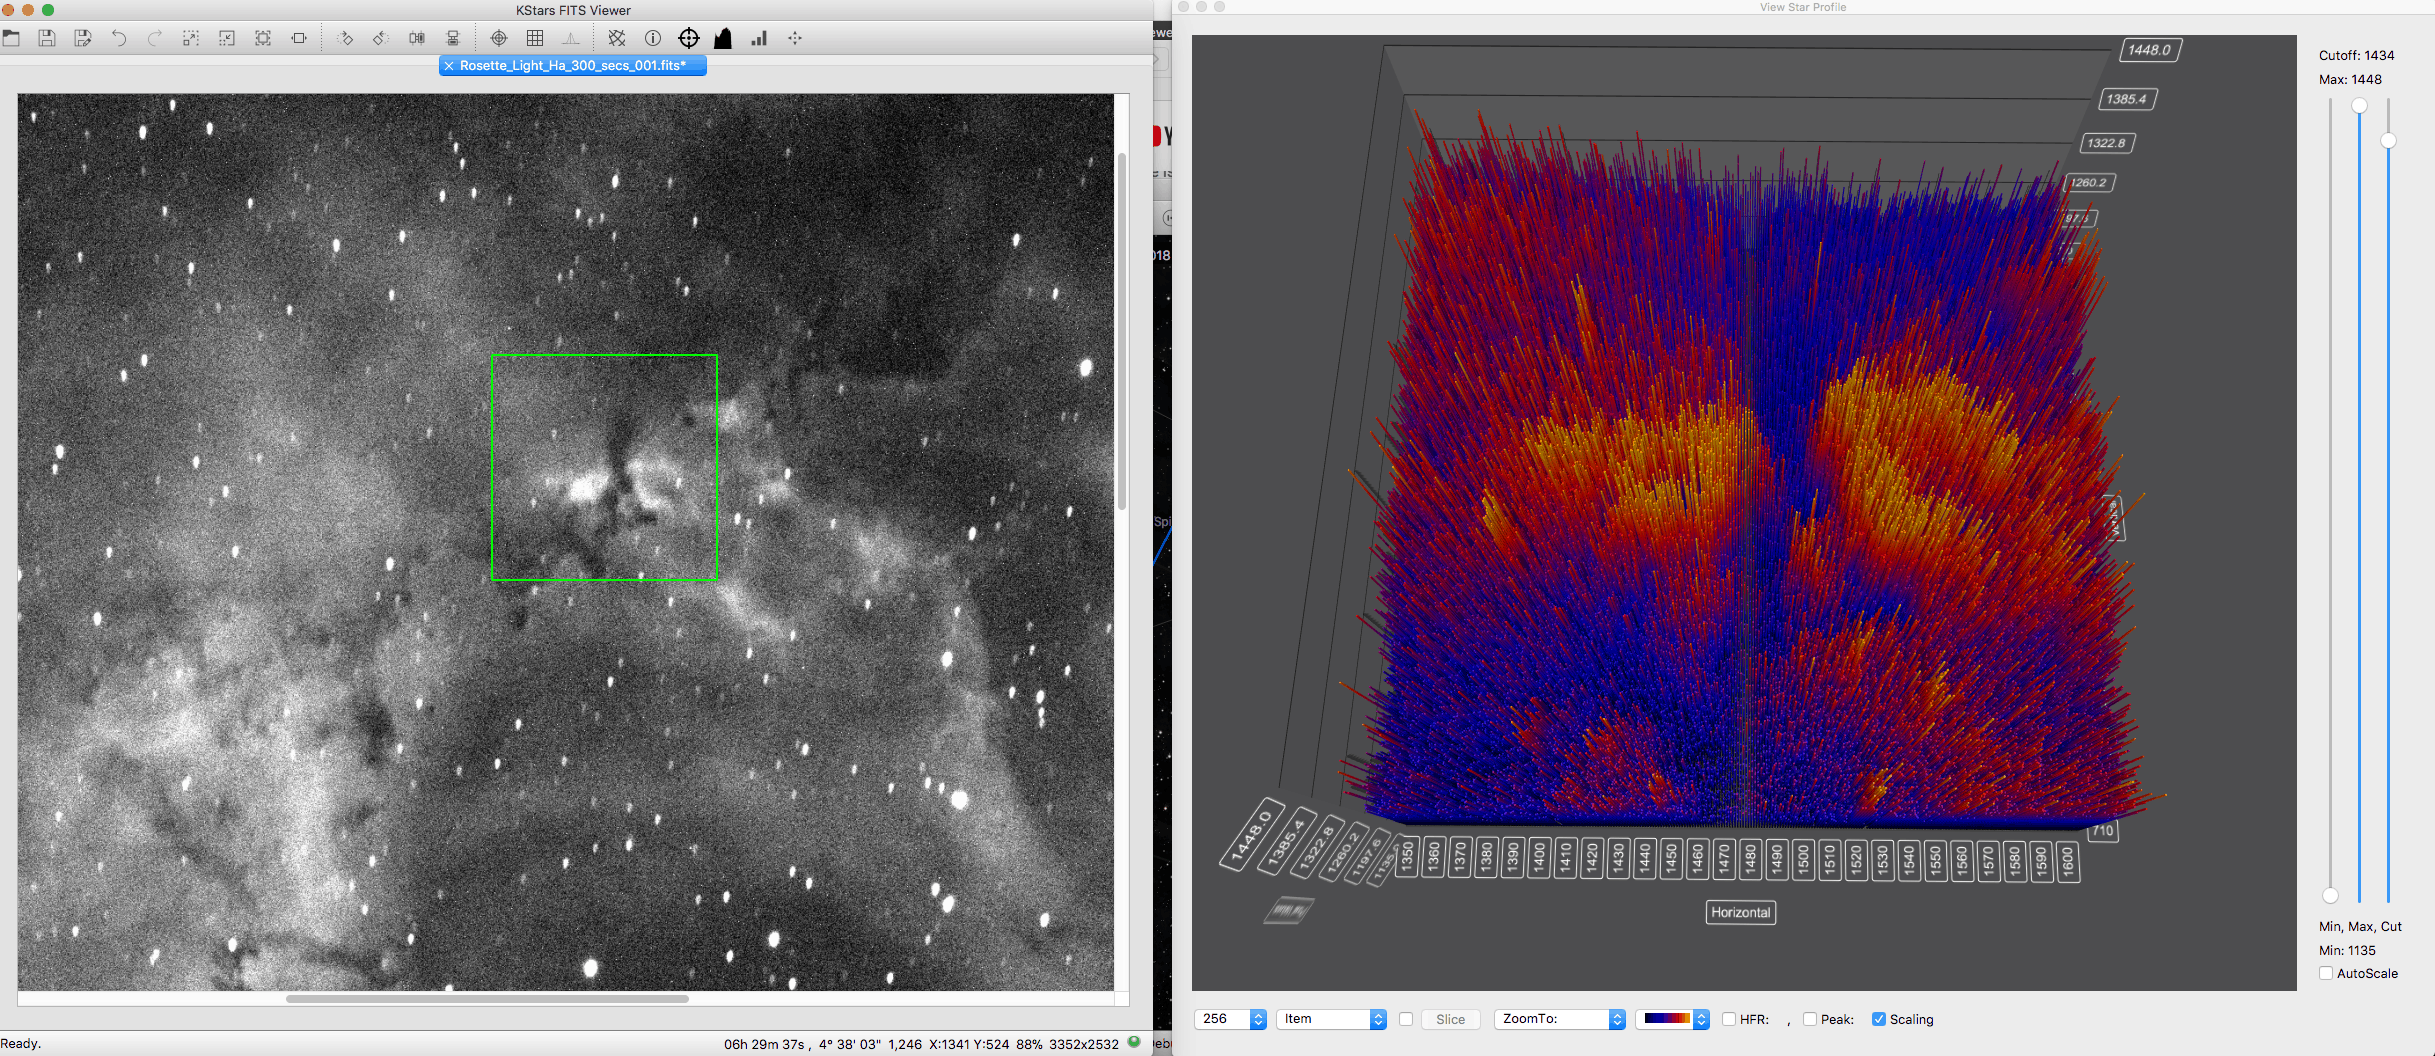 KStars FITS Viewer
View Star Profile
Rosette_Light_Ha_300_secs_001.fits*
1448.0
1385.4
1322.8
1260.2
97.6
Cutoff: 1434
Max: 1448
018
Spi
710
1448.0
1385.4
1322.8
1260.2
1197.6
1135.
1350
1360
1370
1380
1390
1400
1410
1420
1430
1440
1450
1460
1470
1480
1490
1500
1510
1520
1530
1540
1550
1560
1570
1580
1590
1600
Horizontal
Min, Max, Cut
Min: 1135
AutoScale
256
Item
Slice
ZoomTo:
HFR: ,
Peak:
Scaling
Ready.
06h 29m 37s , 4° 38' 03" 1,246 X:1341 Y:524 88% 3352x2532